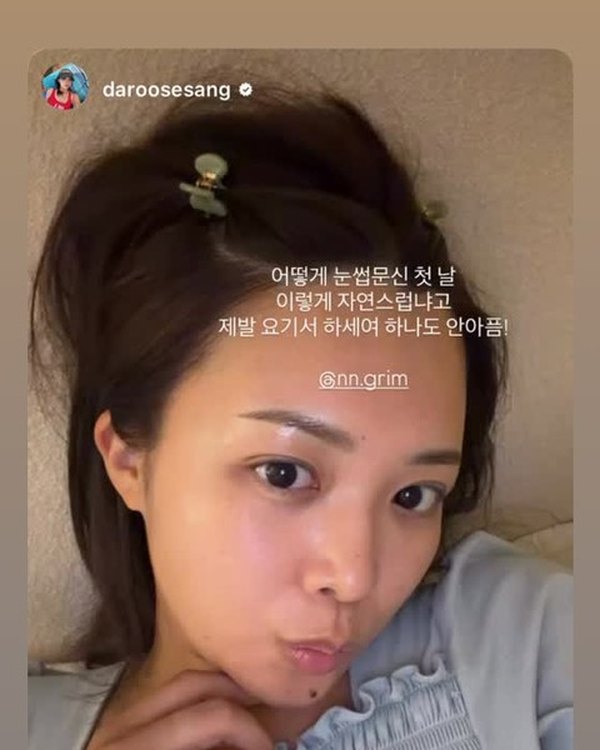 daroosesang
어떻게 눈썹문신 첫 날
이렇게 자연스럽냐고
제발 요기서 하세여 하나도 안아픔!
@nn.grim